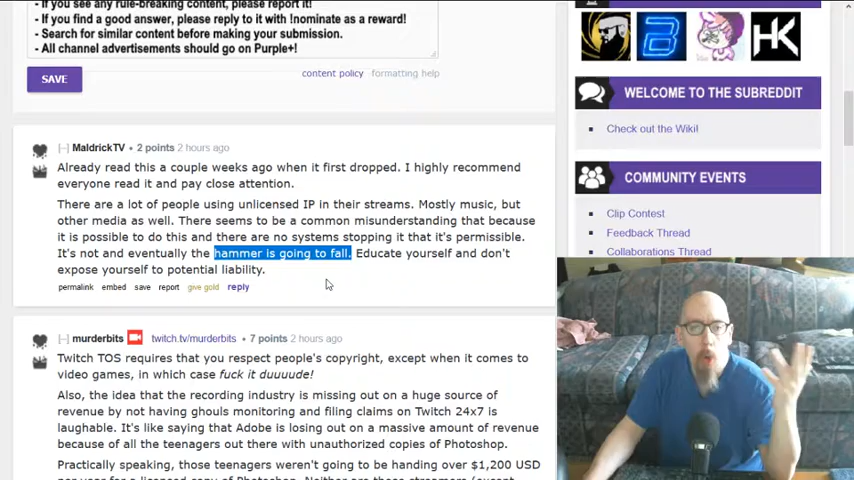 - If you see any rule-breaking content, please report it!
- If you find a good answer, please reply to it with !nominate as a reward!
- Search for similar content before making your submission.
- All channel advertisements should go on Purple+!
content policy formatting help
SAVE
[–] MaldrickTV • 2 points 2 hours ago
Already read this a couple weeks ago when it first dropped. I highly recommend
everyone read it and pay close attention.
There are a lot of people using unlicensed IP in their streams. Mostly music, but
other media as well. There seems to be a common misunderstanding that because
it is possible to do this and there are no systems stopping it that it's permissible.
It's not and eventually the hammer is going to fall. Educate yourself and don't
expose yourself to potential liability.
permalink embed save report give gold reply
[–] murderbits twitch.tv/murderbits • 7 points 2 hours ago
Twitch TOS requires that you respect people's copyright, except when it comes to
video games, in which case fuck it duuuude!
Also, the idea that the recording industry is missing out on a huge source of
revenue by not having ghouls monitoring and filing claims on Twitch 24x7 is
laughable. It's like saying that Adobe is losing out on a massive amount of revenue
because of all the teenagers out there with unauthorized copies of Photoshop.
Practically speaking, those teenagers weren't going to be handing over $1,200 USD
B
HK
WELCOME TO THE SUBREDDIT
Check out the Wiki!
COMMUNITY EVENTS
Clip Contest
Feedback Thread
Collaborations Thread